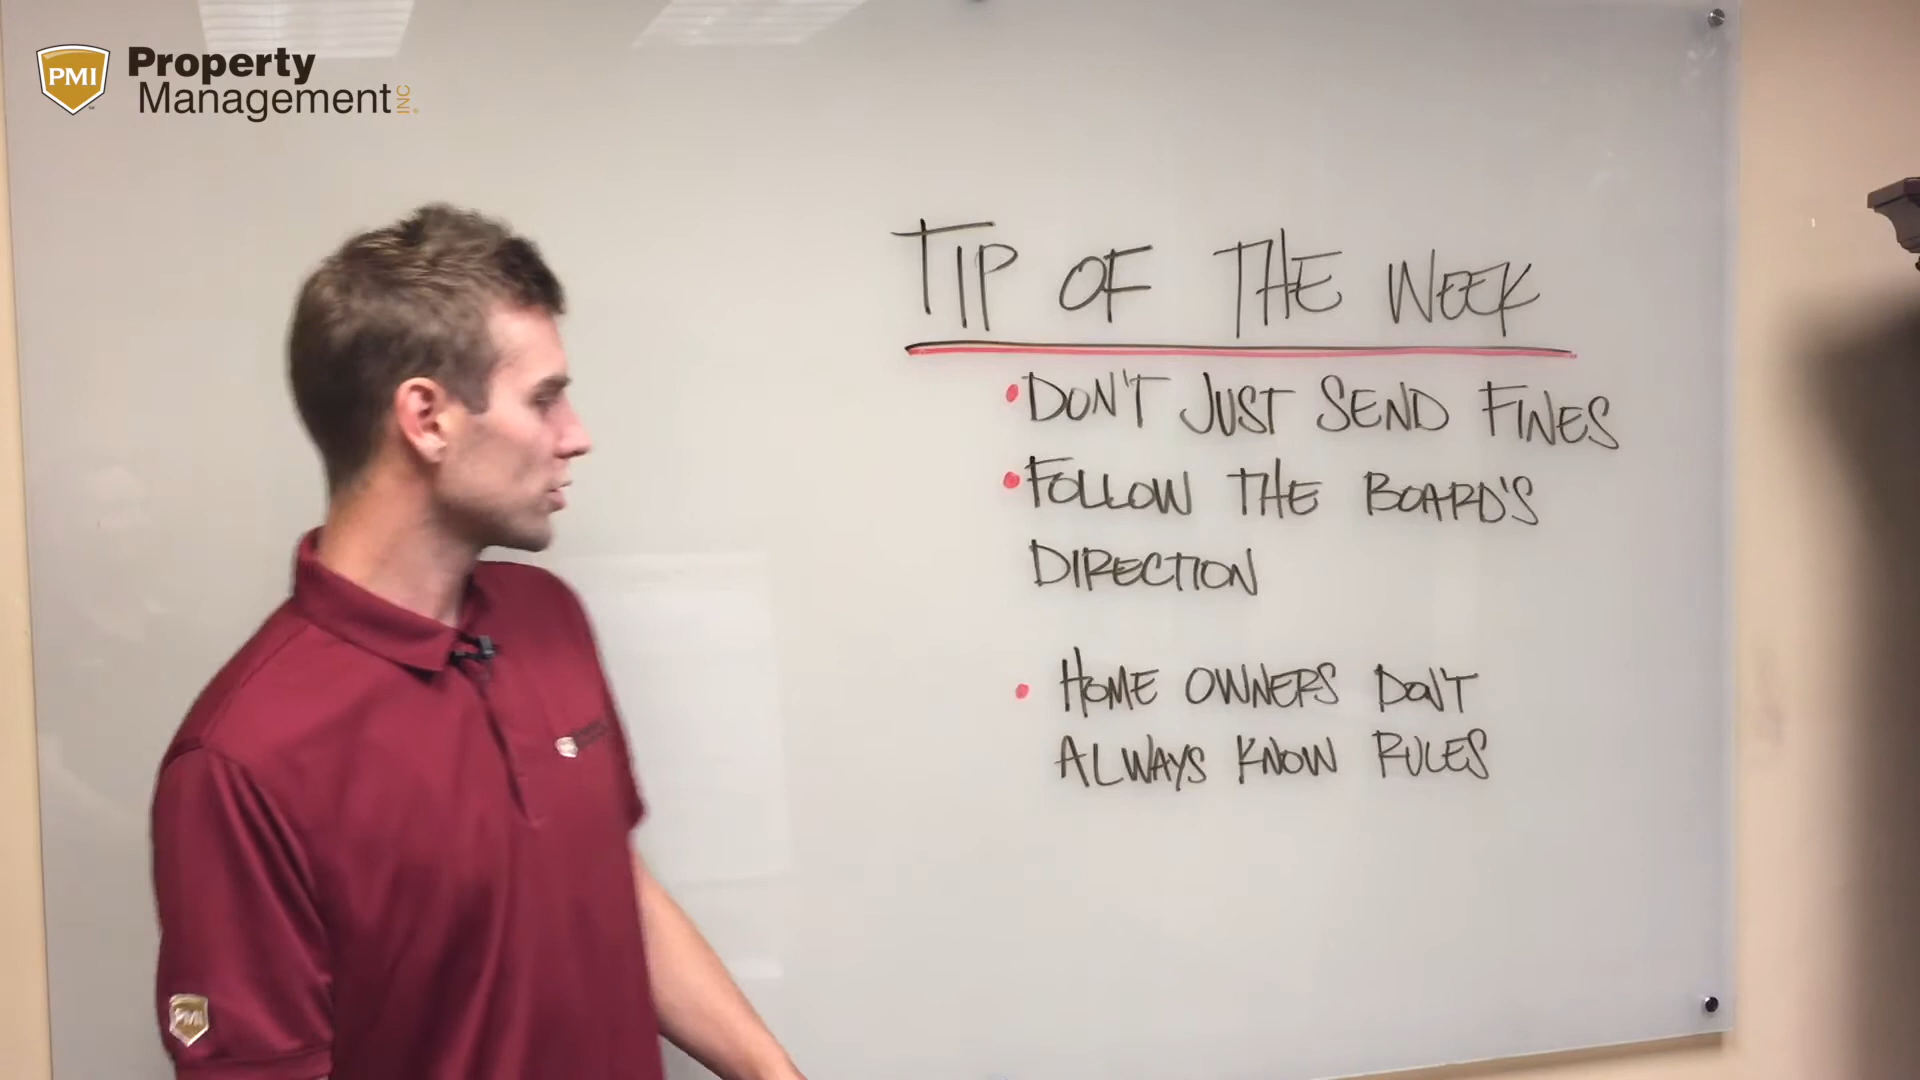 PMI
Property
Management INC
TIP OF THE WEEK
•DON'T JUST SEND FINES
•FOLLOW THE BOARD'S
DIRECTION
• HOME OWNERS DON'T
ALWAYS KNOW RULES
PMI